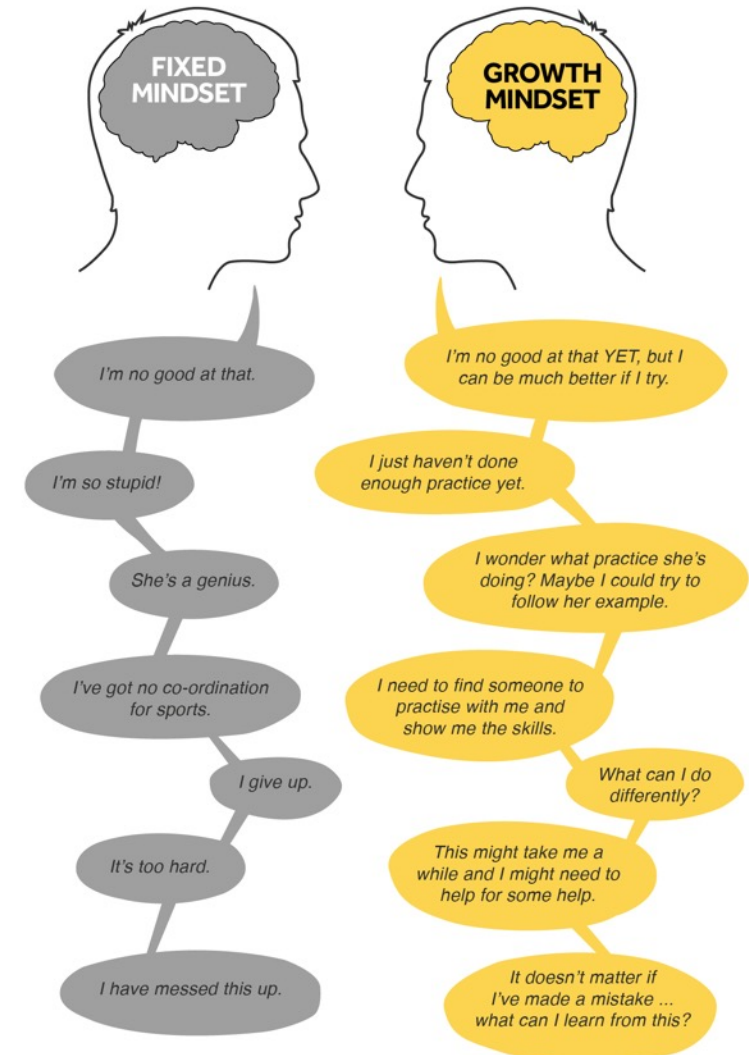 FIXED
MINDSET
I'm no good at that.
I'm so stupid!
She's a genius.
I've got no co-ordination
for sports.
I give up.
It's too hard.
I have messed this up.
GROWTH
MINDSET
I'm no good at that YET, but I
can be much better if I try.
I just haven't done
enough practice yet.
I wonder what practice she's
doing? Maybe I could try to
follow her example.
I need to find someone to
practise with me and
show me the skills.
What can I do
differently?
This might take me a
while and I might need to
help for some help.
It doesn't matter if
I've made a mistake ...
what can I learn from this?